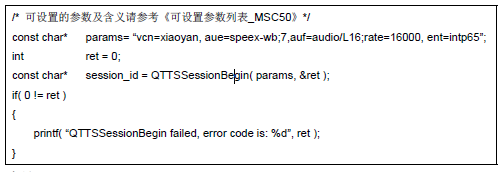 /* 可设置的参数及含义请参考《可设置参数列表_MSC50》*/
const char* params= “vcn=xiaoyan, aue=speex-wb;7,auf=audio/L16;rate=16000, ent=intp65”;
int ret = 0;
const char* session_id = QTTSSessionBegin( params, &ret );
if( 0 != ret )
{
printf( “QTTSSessionBegin failed, error code is: %d”, ret );
}